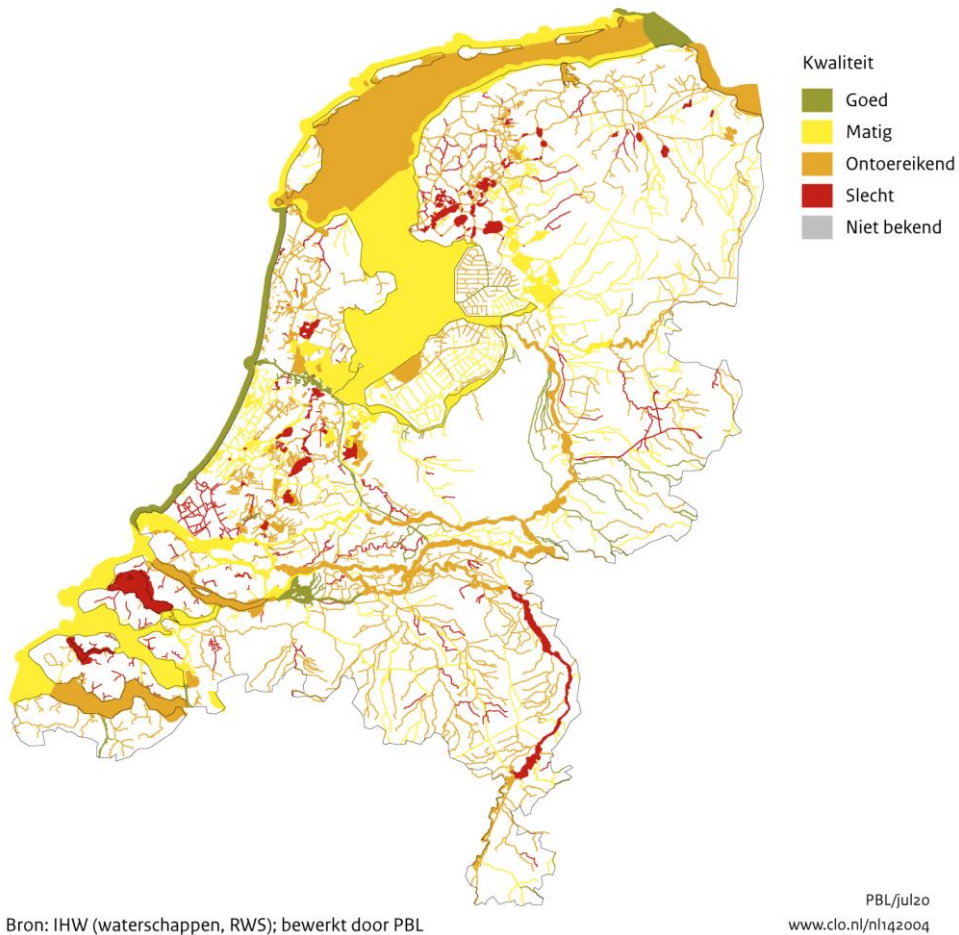 Kwaliteit
Goed
Matig
Ontoereikend
Slecht
Niet bekend
PBL/jul20
Bron: IHW (waterschappen, RWS); bewerkt door PBL
www.clo.nl/nl142004